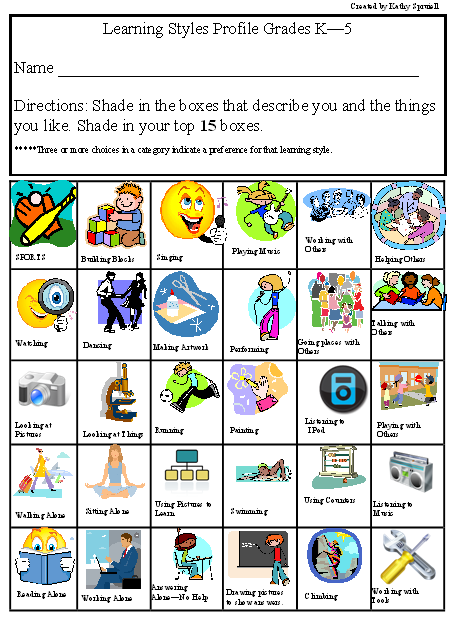 Created by Kathy Spruiell
Learning Styles Profile Grades K—5
Name
Directions: Shade in the boxes that describe you and the things
you like. Shade in your top 15 boxes.
*****Three or more choices in a category indicate a preference for that learning style.
SPORTS
Building Blocks
Singing
Playing Music
Working with
Others
Helping Others
Watching
Dancing
Making Artwork
Performing
Going places with
Others
Talking with
Others
Looking at
Pictures
Looking at Things
Running
Painting
Listening to
IPod
Playing with
Others
Walking Alone
Sitting Alone
Using Pictures to
Learn
Swimming
Using Counters
Listening to
Music
Reading Alone
Working Alone
Answering
Alone—No Help
Drawing pictures
to show answers.
Climbing
Working with
Tools